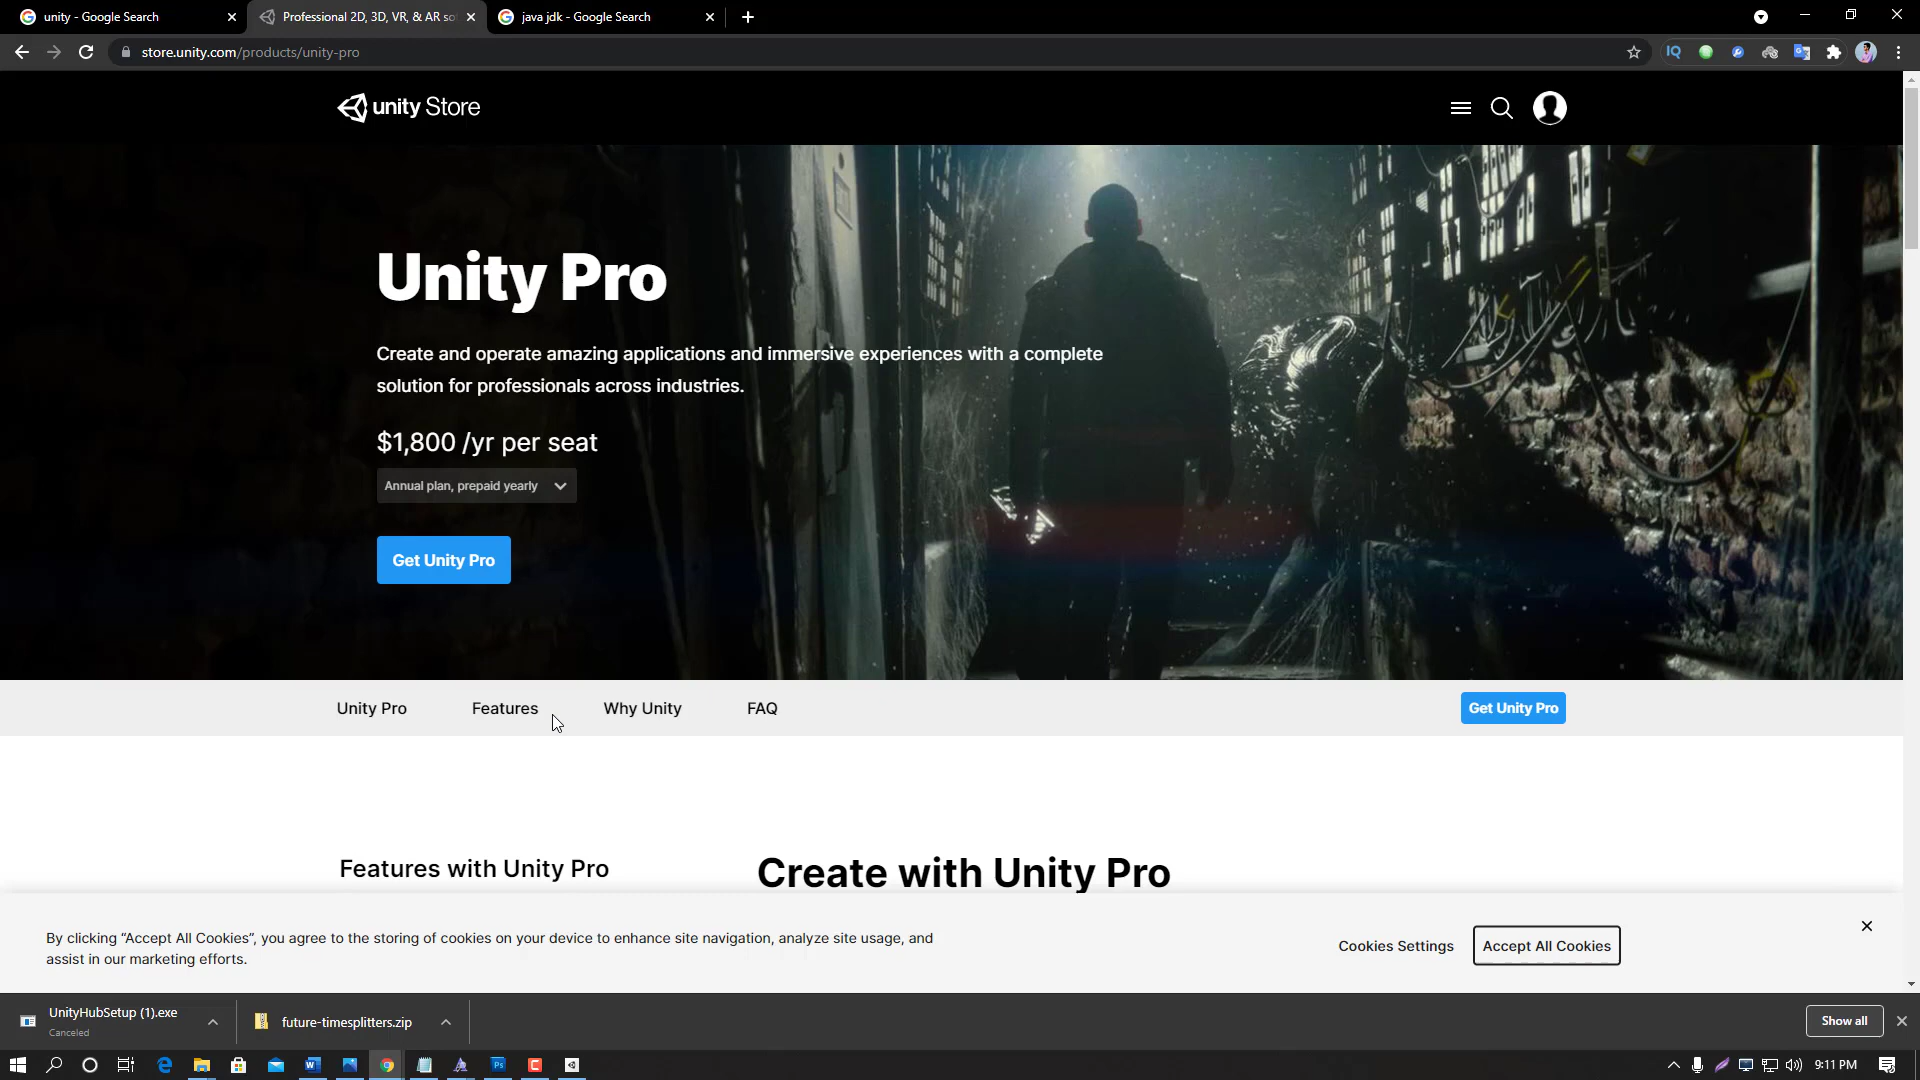 unity - Google Search
Professional 2D, 3D, VR, & AR so
java jdk - Google Search
store.unity.com/products/unity-pro
IQ
unity Store
Unity Pro
Create and operate amazing applications and immersive experiences with a complete
solution for professionals across industries.
$1,800 /yr per seat
Annual plan, prepaid yearly
Get Unity Pro
Unity Pro
Features
Why Unity
FAQ
Get Unity Pro
Features with Unity Pro
Create with Unity Pro
By clicking “Accept All Cookies”, you agree to the storing of cookies on your device to enhance site navigation, analyze site usage, and
assist in our marketing efforts.
Cookies Settings
Accept All Cookies
UnityHubSetup (1).exe
Canceled
future-timesplitters.zip
Show all
Ps
9:11 PM